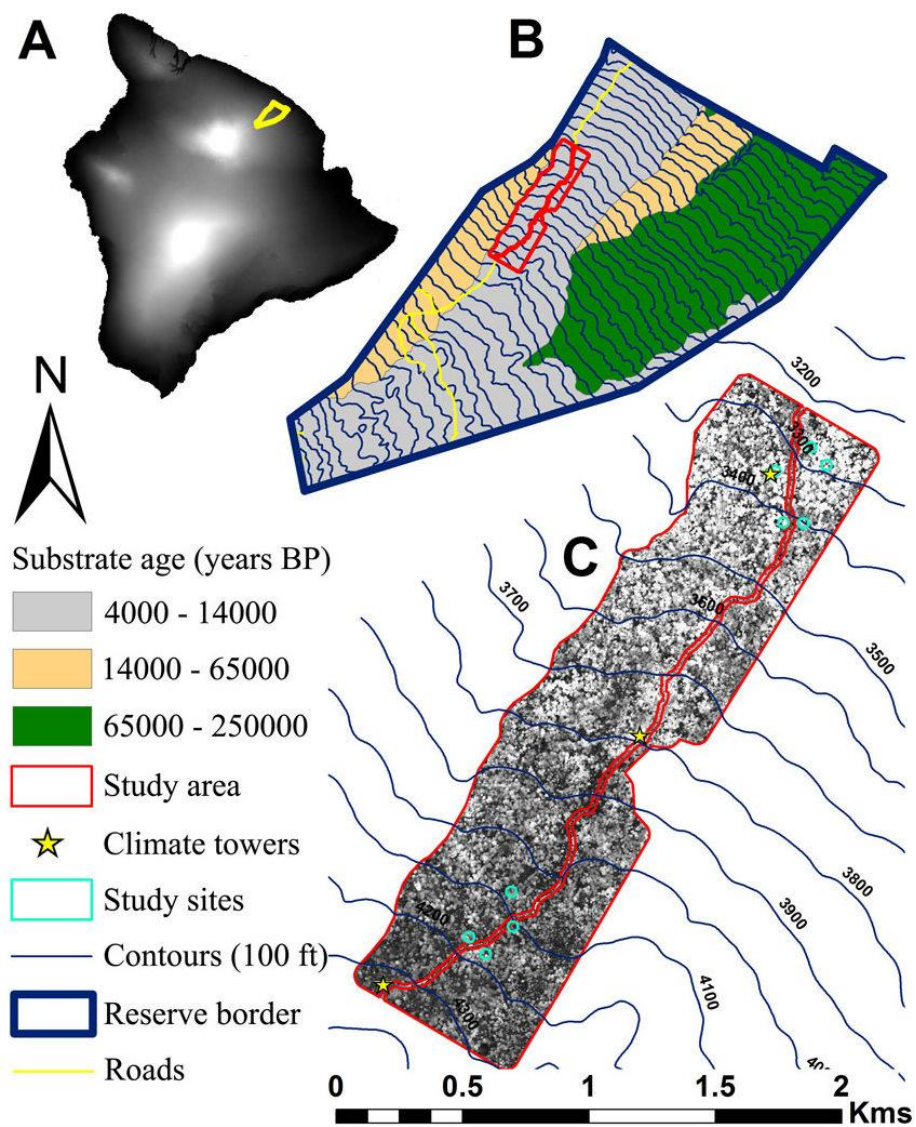 A
B
N
Substrate age (years BP)
4000 - 14000
14000 - 65000
65000 - 250000
Study area
Climate towers
Study sites
Contours (100 ft)
Reserve border
Roads
C
3200
3300
3400
3500
3600
3700
3800
3900
4100
4200
4300
0 0.5 1 1.5 2
Kms